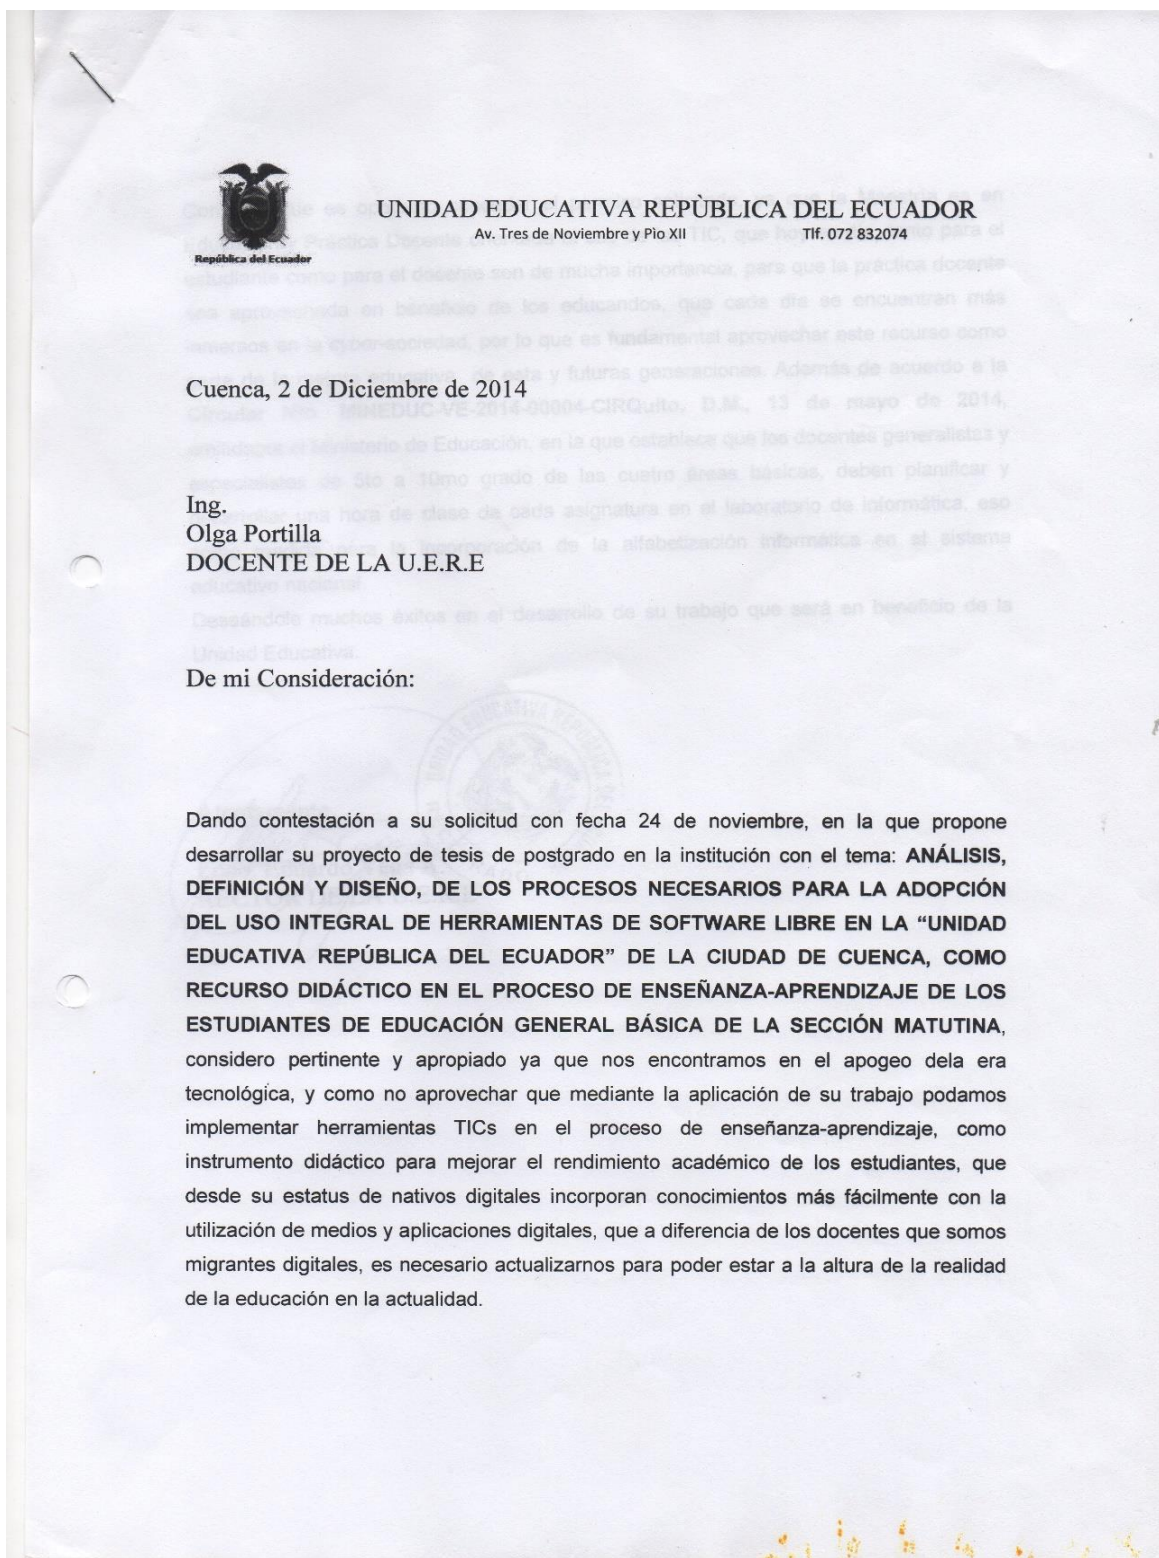 UNIDAD EDUCATIVA REPÙBLICA DEL ECUADOR
Av. Tres de Noviembre y Pìo XII Tlf. 072 832074
República del Ecuador
Cuenca, 2 de Diciembre de 2014
Ing.
Olga Portilla
DOCENTE DE LA U.E.R.E
De mi Consideración:
Dando contestación a su solicitud con fecha 24 de noviembre, en la que propone
desarrollar su proyecto de tesis de postgrado en la institución con el tema: ANÁLISIS,
DEFINICIÓN Y DISEÑO, DE LOS PROCESOS NECESARIOS PARA LA ADOPCIÓN
DEL USO INTEGRAL DE HERRAMIENTAS DE SOFTWARE LIBRE EN LA “UNIDAD
EDUCATIVA REPÚBLICA DEL ECUADOR” DE LA CIUDAD DE CUENCA, COMO
RECURSO DIDÁCTICO EN EL PROCESO DE ENSEÑANZA-APRENDIZAJE DE LOS
ESTUDIANTES DE EDUCACIÓN GENERAL BÁSICA DE LA SECCIÓN MATUTINA,
considero pertinente y apropiado ya que nos encontramos en el apogeo dela era
tecnológica, y como no aprovechar que mediante la aplicación de su trabajo podamos
implementar herramientas TICs en el proceso de enseñanza-aprendizaje, como
instrumento didáctico para mejorar el rendimiento académico de los estudiantes, que
desde su estatus de nativos digitales incorporan conocimientos más fácilmente con la
utilización de medios y aplicaciones digitales, que a diferencia de los docentes que somos
migrantes digitales, es necesario actualizarnos para poder estar a la altura de la realidad
de la educación en la actualidad.